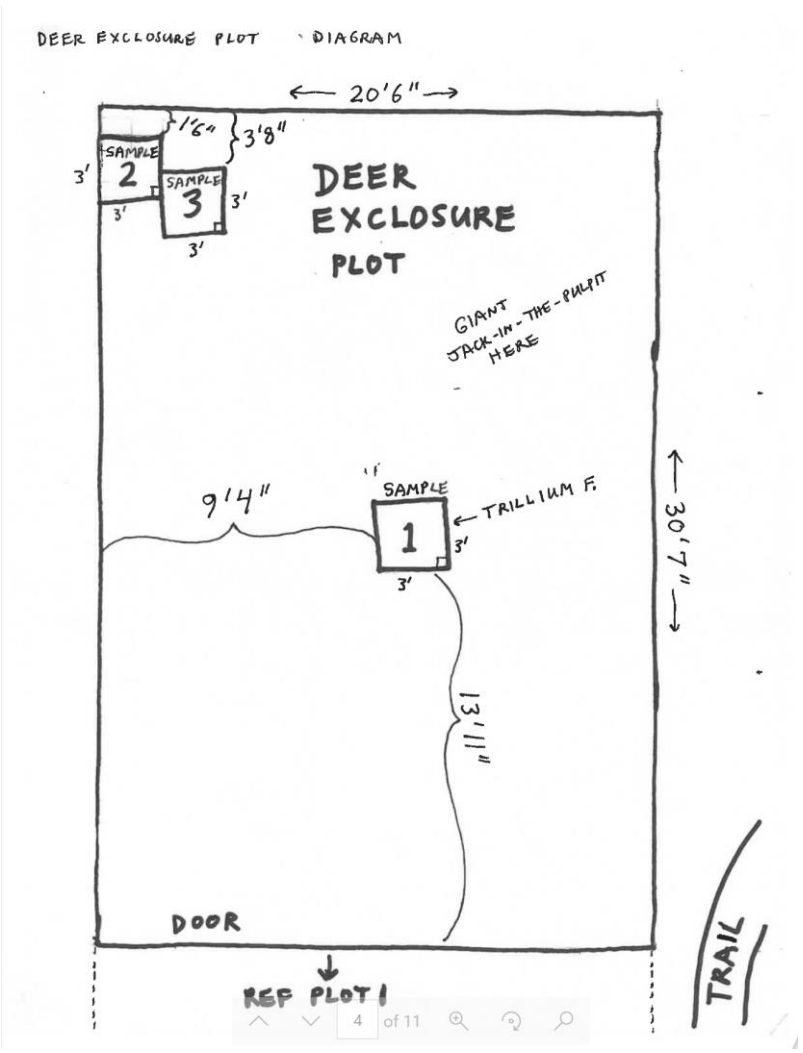 DEER EXCLOSURE PLOT DIAGRAM
← 20'6" →
1'6"
3'8"
SAMPLE
2
3'
3'
SAMPLE
3
3'
3'
DEER
EXCLOSURE
PLOT
GIANT
JACK-IN-THE-PULPIT
HERE
9'4"
SAMPLE
1
3'
3'
← TRILLIUM F.
← 30'7" →
13'11"
DOOR
TRAIL
↓
REF PLOT 1
4 of 11